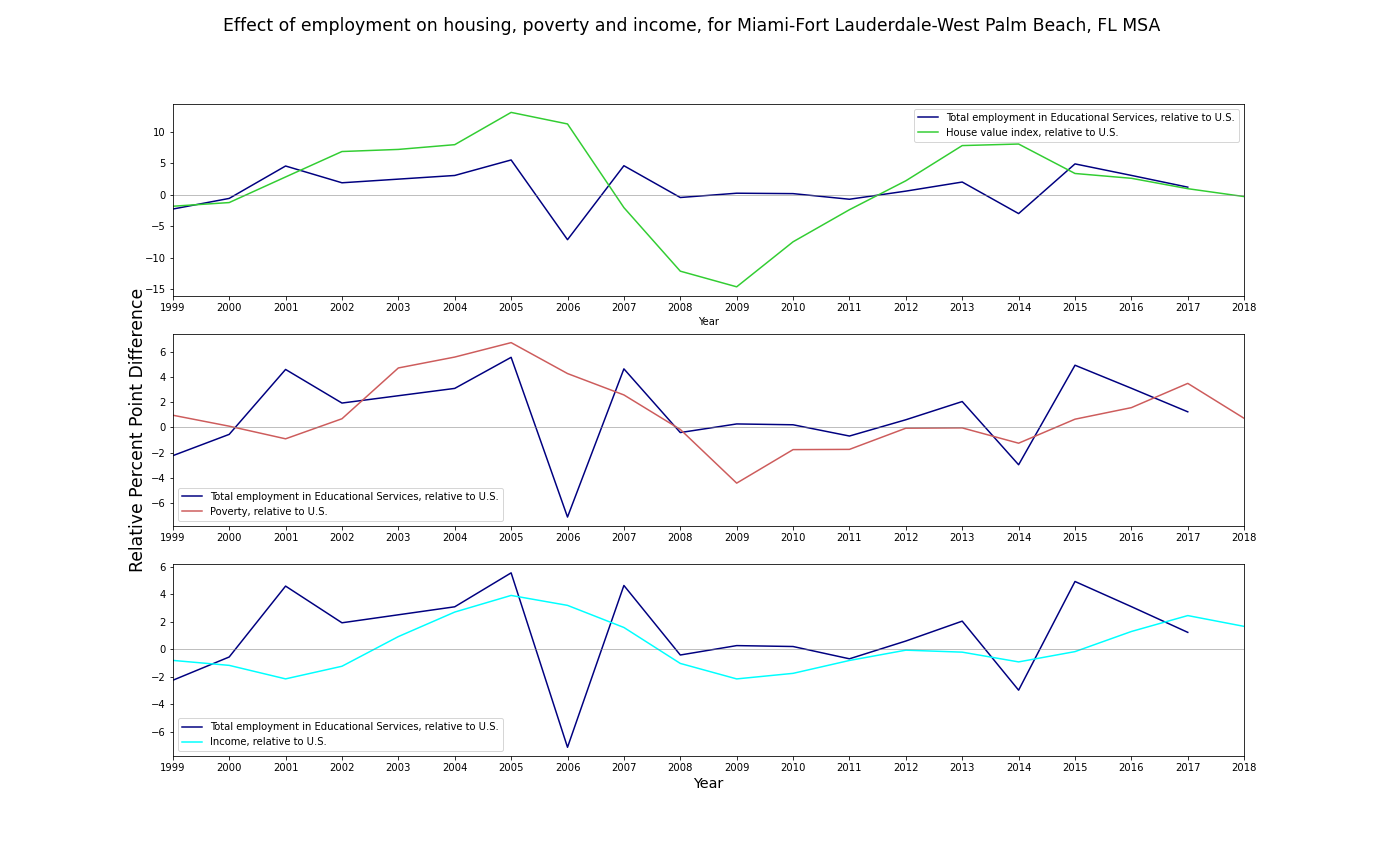 Effect of employment on housing, poverty and income, for Miami-Fort Lauderdale-West Palm Beach, FL MSA
Relative Percent Point Difference
10
5
0
−5
−10
−15
Total employment in Educational Services, relative to U.S.
House value index, relative to U.S.
1999 2000 2001 2002 2003 2004 2005 2006 2007 2008 2009 2010 2011 2012 2013 2014 2015 2016 2017 2018
Year
6
4
2
0
−2
−4
−6
Total employment in Educational Services, relative to U.S.
Poverty, relative to U.S.
1999 2000 2001 2002 2003 2004 2005 2006 2007 2008 2009 2010 2011 2012 2013 2014 2015 2016 2017 2018
6
4
2
0
−2
−4
−6
Total employment in Educational Services, relative to U.S.
Income, relative to U.S.
1999 2000 2001 2002 2003 2004 2005 2006 2007 2008 2009 2010 2011 2012 2013 2014 2015 2016 2017 2018
Year